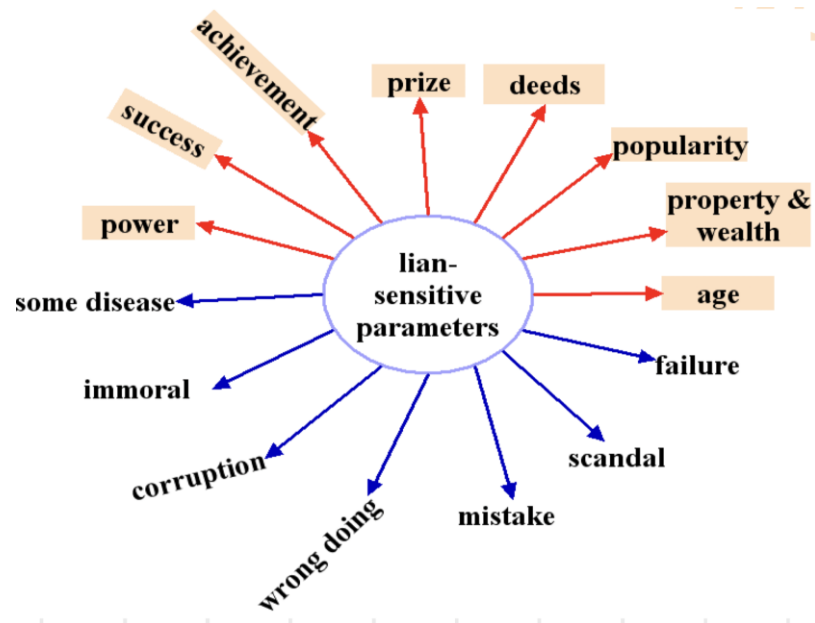 achievement
prize
deeds
success
popularity
power
property &
wealth
lian-
sensitive
parameters
some disease
age
immoral
failure
corruption
scandal
wrong doing
mistake